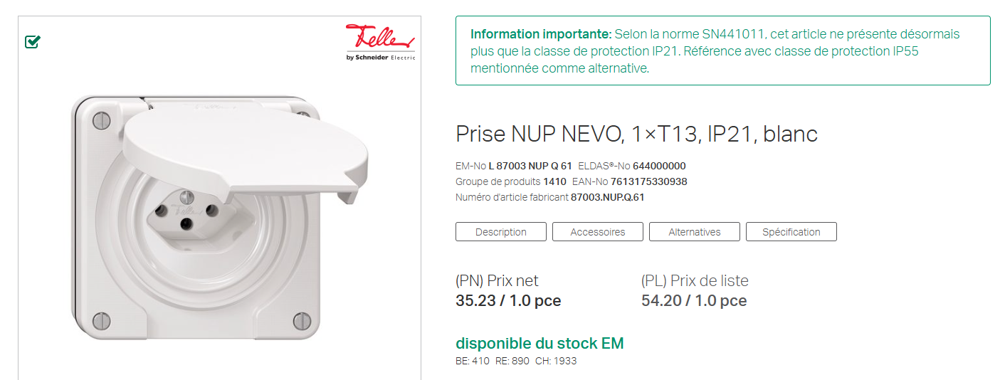 Feller
by Schneider Electric
Feller
Information importante: Selon la norme SN441011, cet article ne présente désormais
plus que la classe de protection IP21. Référence avec classe de protection IP55
mentionnée comme alternative.
Prise NUP NEVO, 1×T13, IP21, blanc
EM-No L 87003 NUP Q 61 ELDAS®-No 644000000
Groupe de produits 1410 EAN-No 7613175330938
Numéro d'article fabricant 87003.NUP.Q.61
Description Accessoires Alternatives Spécification
(PN) Prix net (PL) Prix de liste
35.23 / 1.0 pce 54.20 / 1.0 pce
disponible du stock EM
BE: 410 RE: 890 CH: 1933